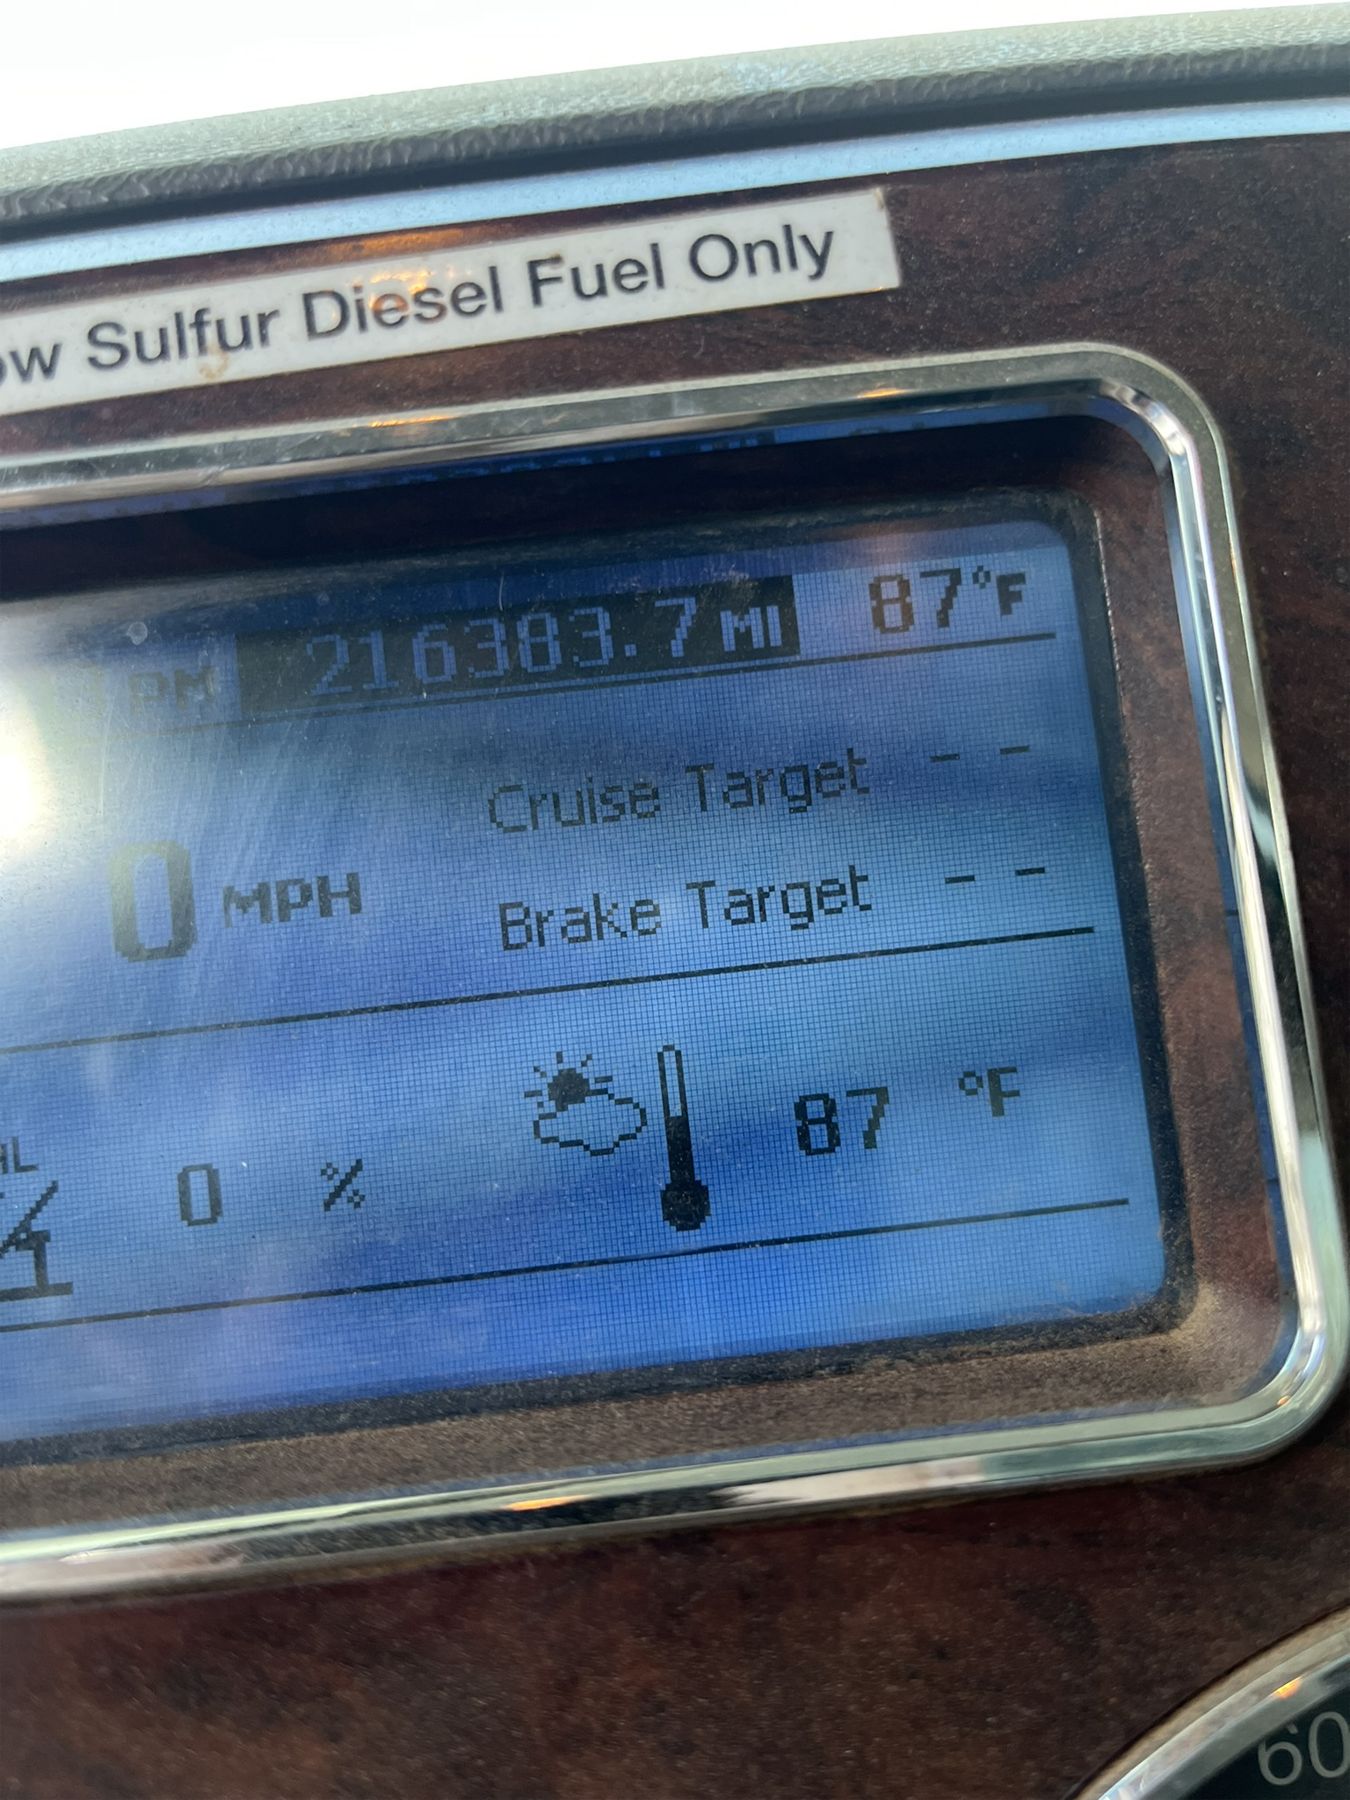 ow Sulfur Diesel Fuel Only
PM 216383.7 MI 87°F
Cruise Target - -
0 MPH
Brake Target - -
0 % 87 °F
60